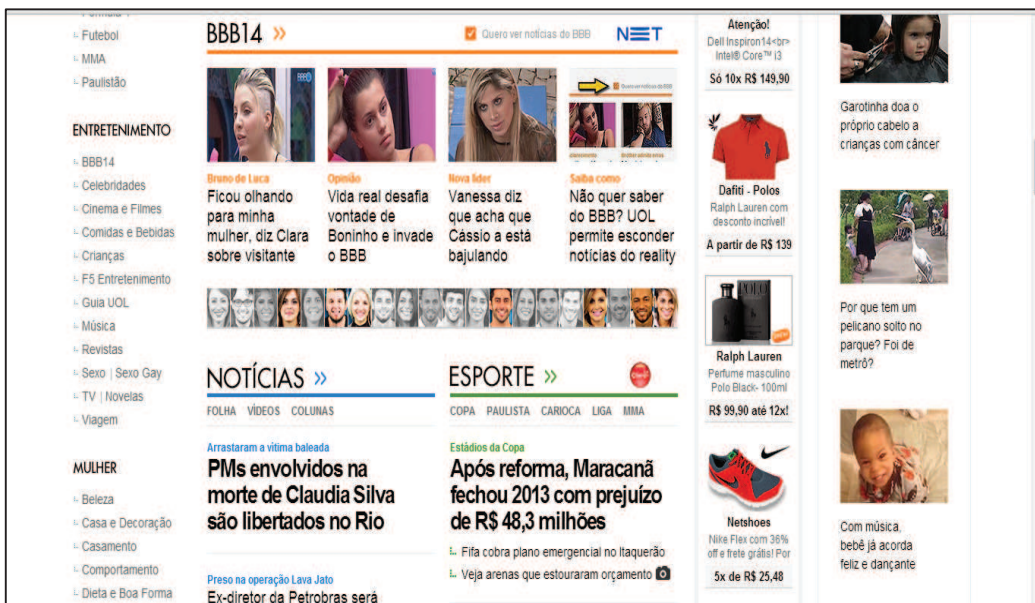 Futebol
MMA
Paulistão
ENTRETENIMENTO
BBB14
Celebridades
Cinema e Filmes
Comidas e Bebidas
Crianças
F5 Entretenimento
Guia UOL
Música
Revistas
Sexo | Sexo Gay
TV | Novelas
Viagem
MULHER
Beleza
Casa e Decoração
Casamento
Comportamento
Dieta e Boa Forma
BBB14 »
Quero ver notícias do BBB
NET
Bruno de Luca
Ficou olhando
para minha
mulher, diz Clara
sobre visitante
Opinião
Vida real desafia
vontade de
Boninho e invade
o BBB
Nova líder
Vanessa diz
que acha que
Cássio a está
bajulando
Quero ver notícias do BBB
Saiba como
Não quer saber
do BBB? UOL
permite esconder
notícias do reality
NOTÍCIAS »
FOLHA VÍDEOS COLUNAS
Arrastaram a vítima baleada
PMs envolvidos na
morte de Claudia Silva
são libertados no Rio
Preso na operação Lava Jato
Ex-diretor da Petrobras será
ESPORTE »
Claro
COPA PAULISTA CARIOCA LIGA MMA
Estádios da Copa
Após reforma, Maracanã
fechou 2013 com prejuízo
de R$ 48,3 milhões
Fifa cobra plano emergencial no Itaquerão
Veja arenas que estouraram orçamento
Atenção!
Dell Inspiron14<br>
Intel® Core™ i3
Só 10x R$ 149,90
Dafiti - Polos
Ralph Lauren com
desconto incrível!
A partir de R$ 139
POLO
Ralph Lauren
Perfume masculino
Polo Black- 100ml
R$ 99,90 até 12x!
Netshoes
Nike Flex com 36%
off e frete grátis! Por
5x de R$ 25,48
Garotinha doa o
próprio cabelo a
crianças com câncer
Por que tem um
pelicano solto no
parque? Foi de
metrô?
Com música,
bebê já acorda
feliz e dançante